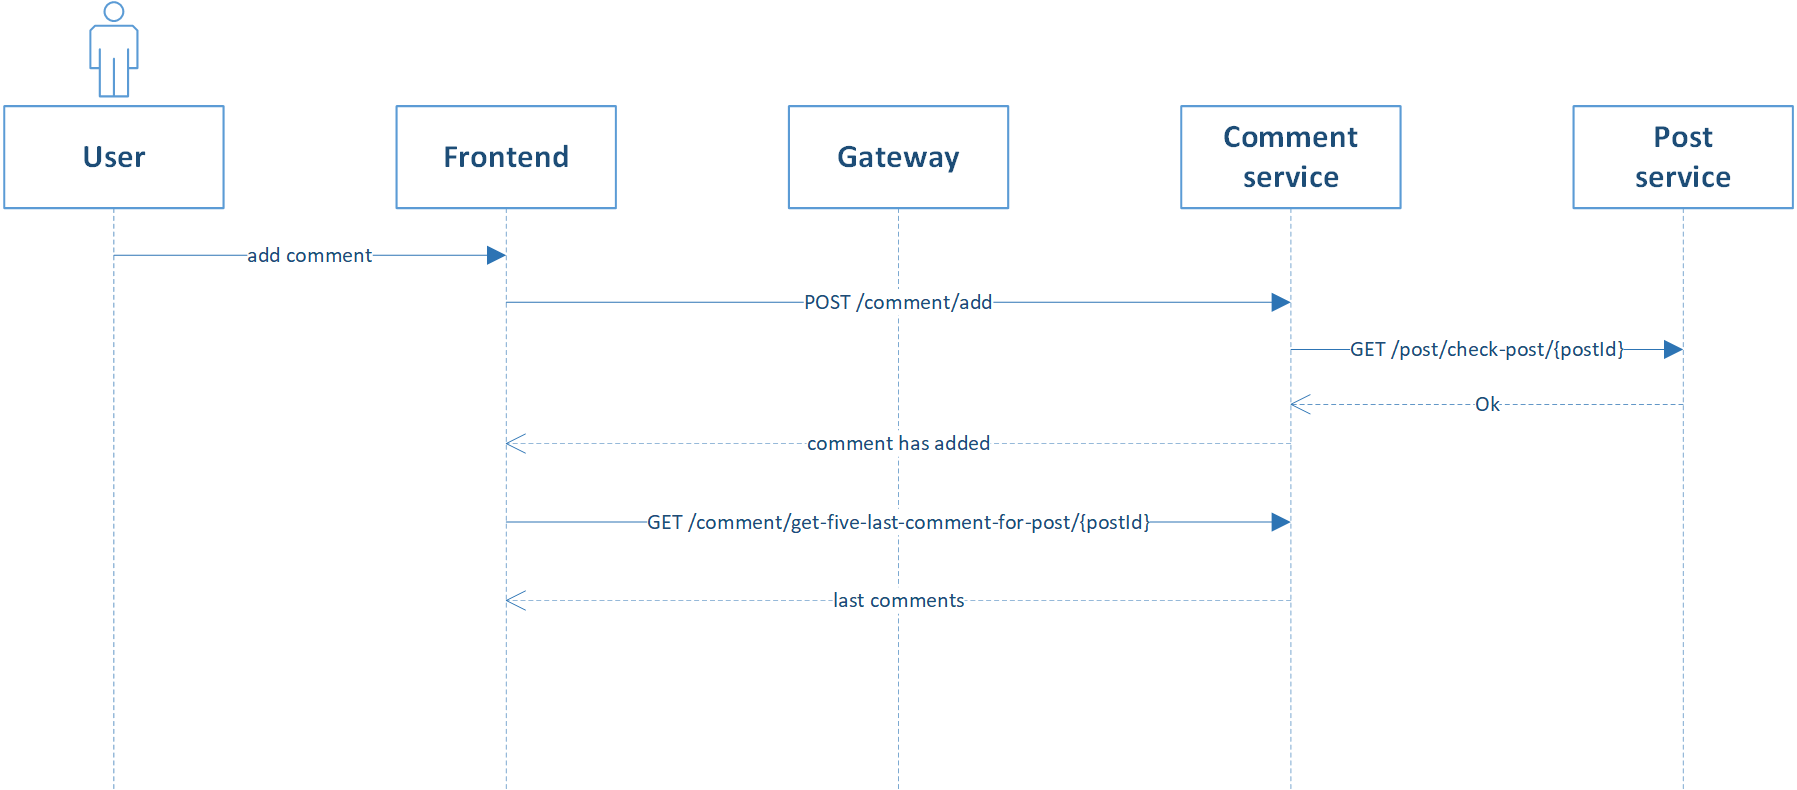 User
Frontend
Gateway
Comment
service
Post
service
add comment
POST /comment/add
GET /post/check-post/{postId}
Ok
comment has added
GET /comment/get-five-last-comment-for-post/{postId}
last comments